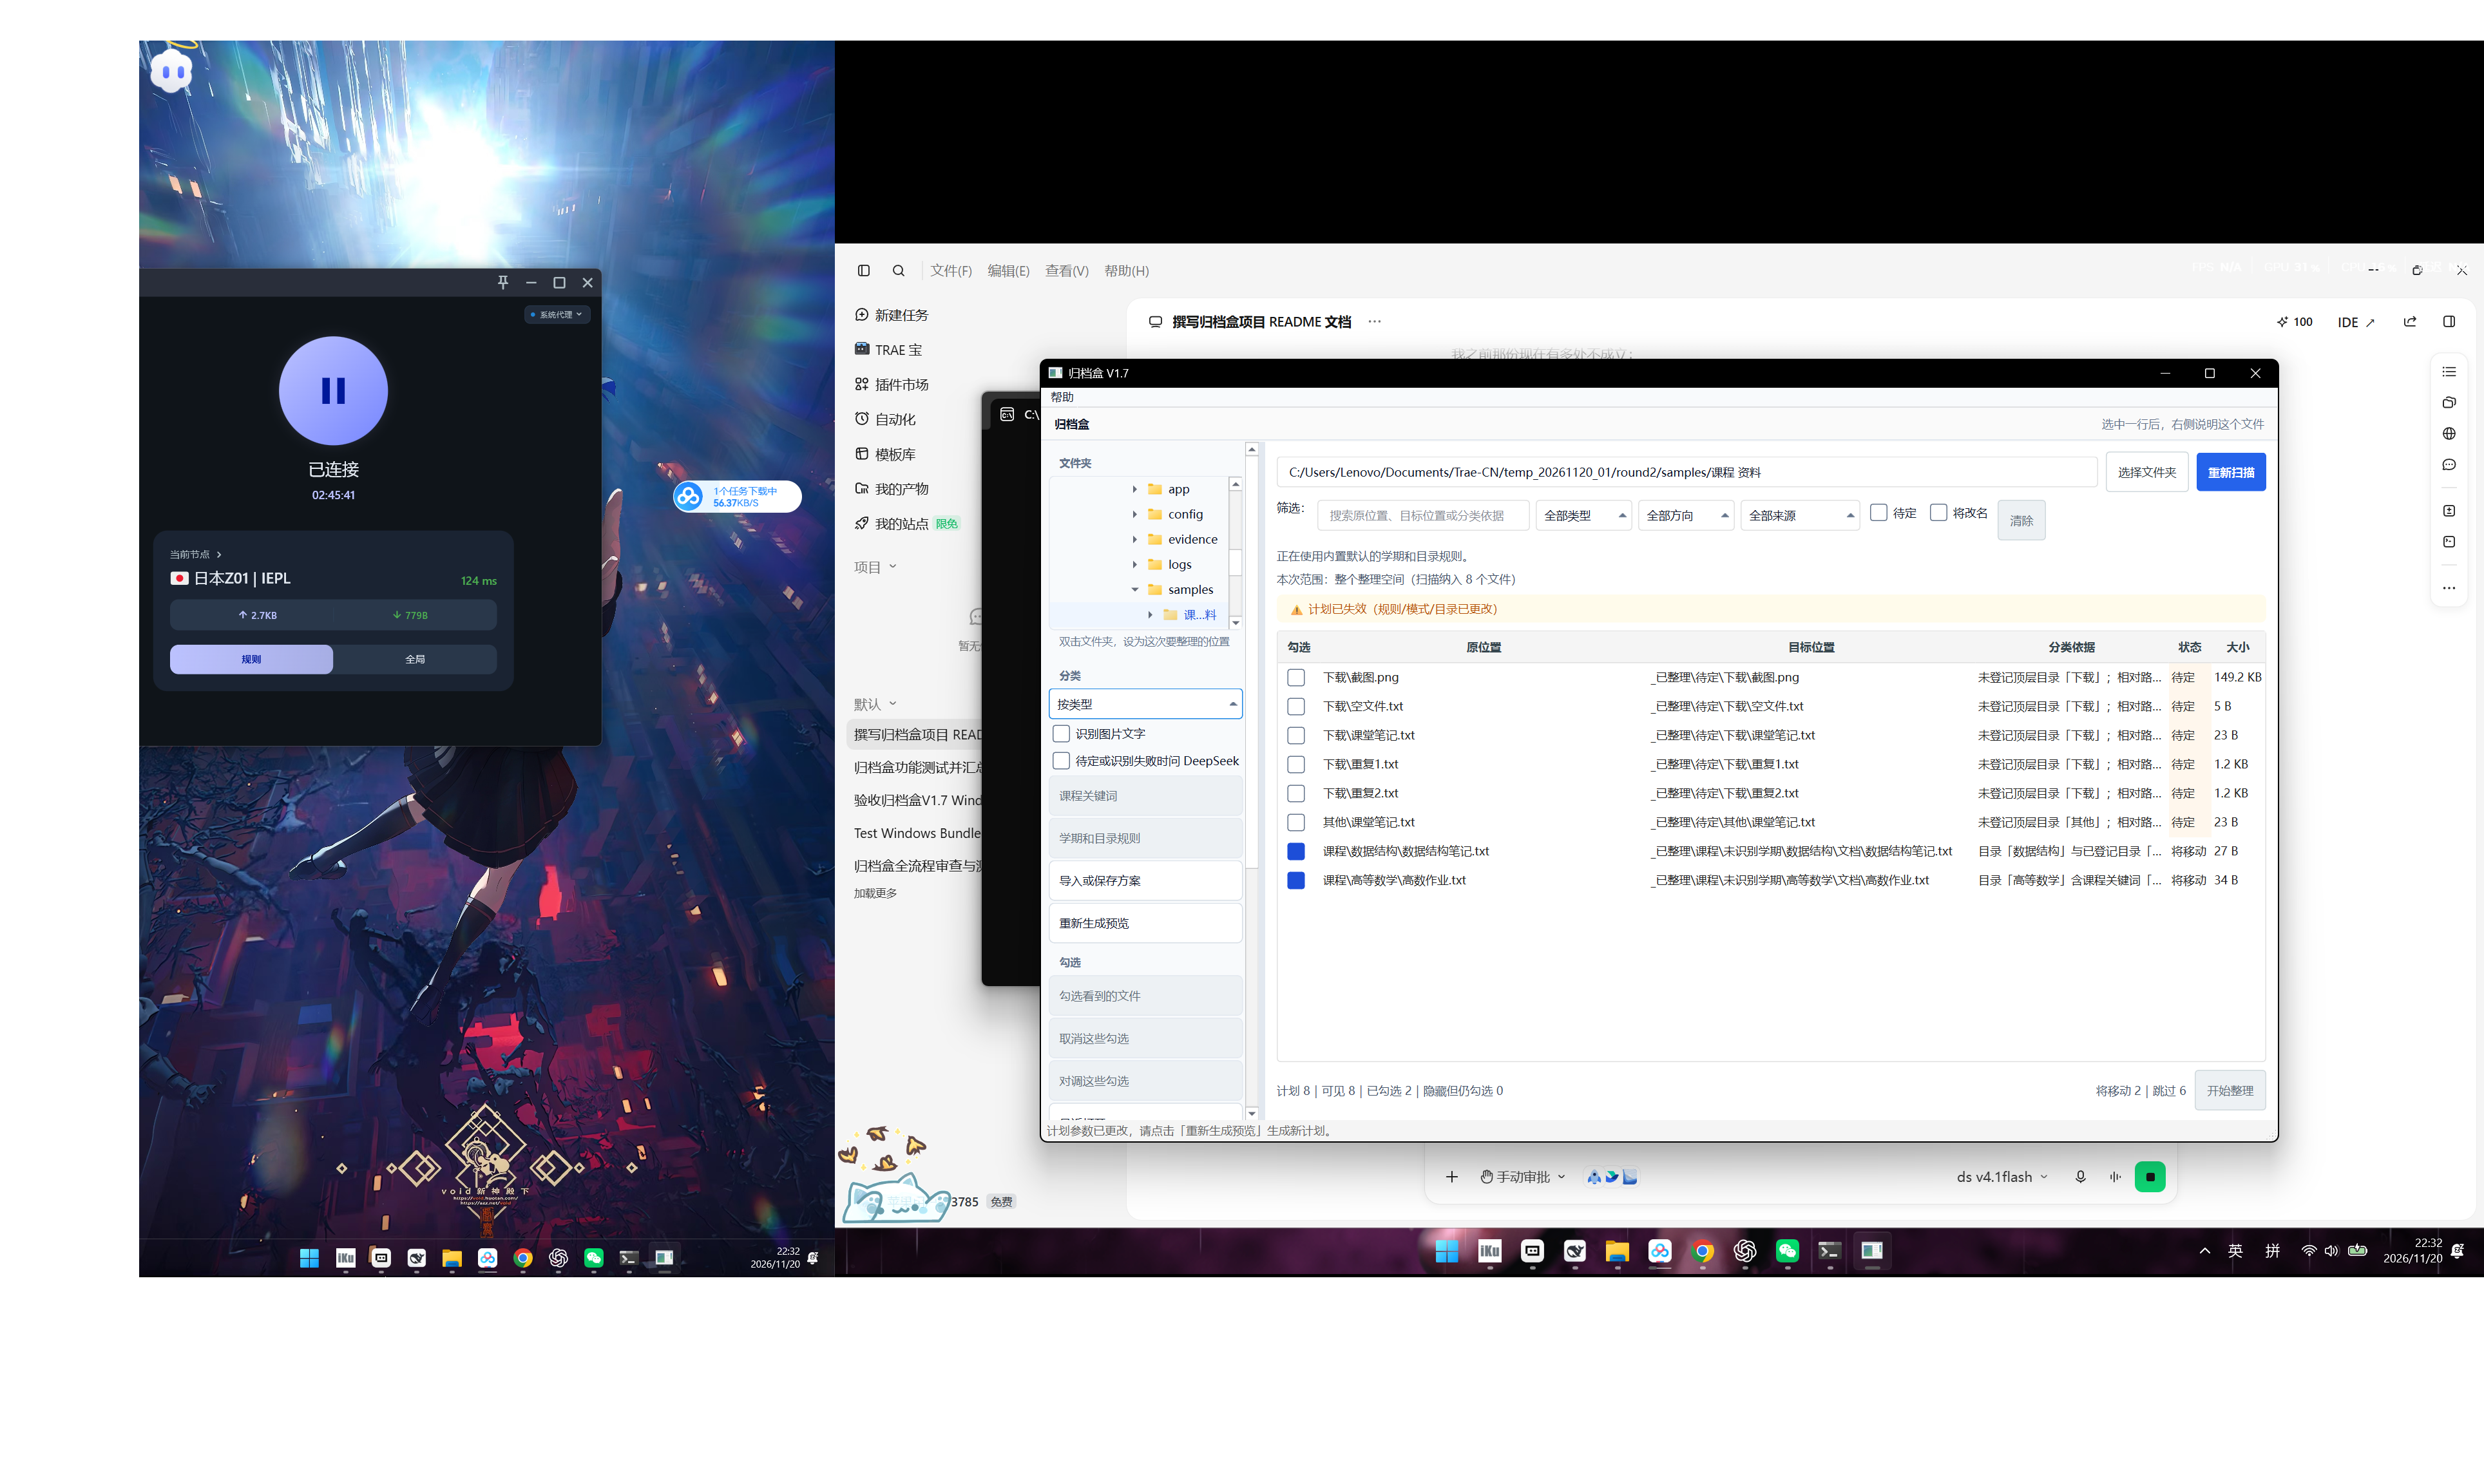 系统代理
已连接
02:45:41
当前节点
日本Z01 | IEPL
124 ms
2.7KB
779B
规则
全局
1个任务下载中
56.37KB/S
void 新神殿下
iKu
22:32
2026/11/20
文件(F)
编辑(E)
查看(V)
帮助(H)
新建任务
TRAE 宝
插件市场
自动化
模板库
我的产物
我的站点 限免
项目
暂无
默认
撰写归档盒项目 READ
归档盒功能测试并汇总
验收归档盒V1.7 Wind
Test Windows Bundle
归档盒全流程审查与测
加载更多
3785
免费
撰写归档盒项目 README 文档
100
IDE
我之前那份现在有多处不成立：
C:\
归档盒 V1.7
帮助
归档盒
选中一行后，右侧说明这个文件
文件夹
app
config
evidence
logs
samples
课...料
双击文件夹，设为这次要整理的位置
分类
按类型
识别图片文字
待定或识别失败时问 DeepSeek
课程关键词
学期和目录规则
导入或保存方案
重新生成预览
勾选
勾选看到的文件
取消这些勾选
对调这些勾选
C:/Users/Lenovo/Documents/Trae-CN/temp_20261120_01/round2/samples/课程 资料
选择文件夹
重新扫描
筛选：
搜索原位置、目标位置或分类依据
全部类型
全部方向
全部来源
待定
将改名
清除
正在使用内置默认的学期和目录规则。
本次范围：整个整理空间（扫描纳入 8 个文件）
计划已失效（规则/模式/目录已更改）
勾选 原位置 目标位置 分类依据 状态 大小
下载\截图.png _已整理\待定\下载\截图.png 未登记顶层目录「下载」；相对路... 待定 149.2 KB
下载\空文件.txt _已整理\待定\下载\空文件.txt 未登记顶层目录「下载」；相对路... 待定 5 B
下载\课堂笔记.txt _已整理\待定\下载\课堂笔记.txt 未登记顶层目录「下载」；相对路... 待定 23 B
下载\重复1.txt _已整理\待定\下载\重复1.txt 未登记顶层目录「下载」；相对路... 待定 1.2 KB
下载\重复2.txt _已整理\待定\下载\重复2.txt 未登记顶层目录「下载」；相对路... 待定 1.2 KB
其他\课堂笔记.txt _已整理\待定\其他\课堂笔记.txt 未登记顶层目录「其他」；相对路... 待定 23 B
课程\数据结构\数据结构笔记.txt _已整理\课程\未识别学期\数据结构\文档\数据结构笔记.txt 目录「数据结构」与已登记目录「... 将移动 27 B
课程\高等数学\高数作业.txt _已整理\课程\未识别学期\高等数学\文档\高数作业.txt 目录「高等数学」含课程关键词「... 将移动 34 B
计划 8 | 可见 8 | 已勾选 2 | 隐藏但仍勾选 0
将移动 2 | 跳过 6
开始整理
计划参数已更改，请点击「重新生成预览」生成新计划。
手动审批
ds v4.1flash
iKu
英
拼
22:32
2026/11/20